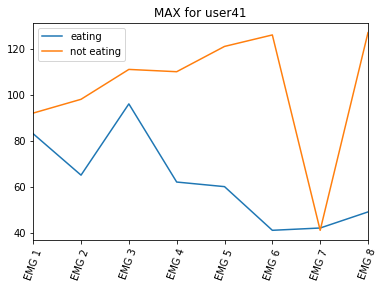 MAX for user41
eating
not eating
120
100
80
60
40
EMG 1
EMG 2
EMG 3
EMG 4
EMG 5
EMG 6
EMG 7
EMG 8